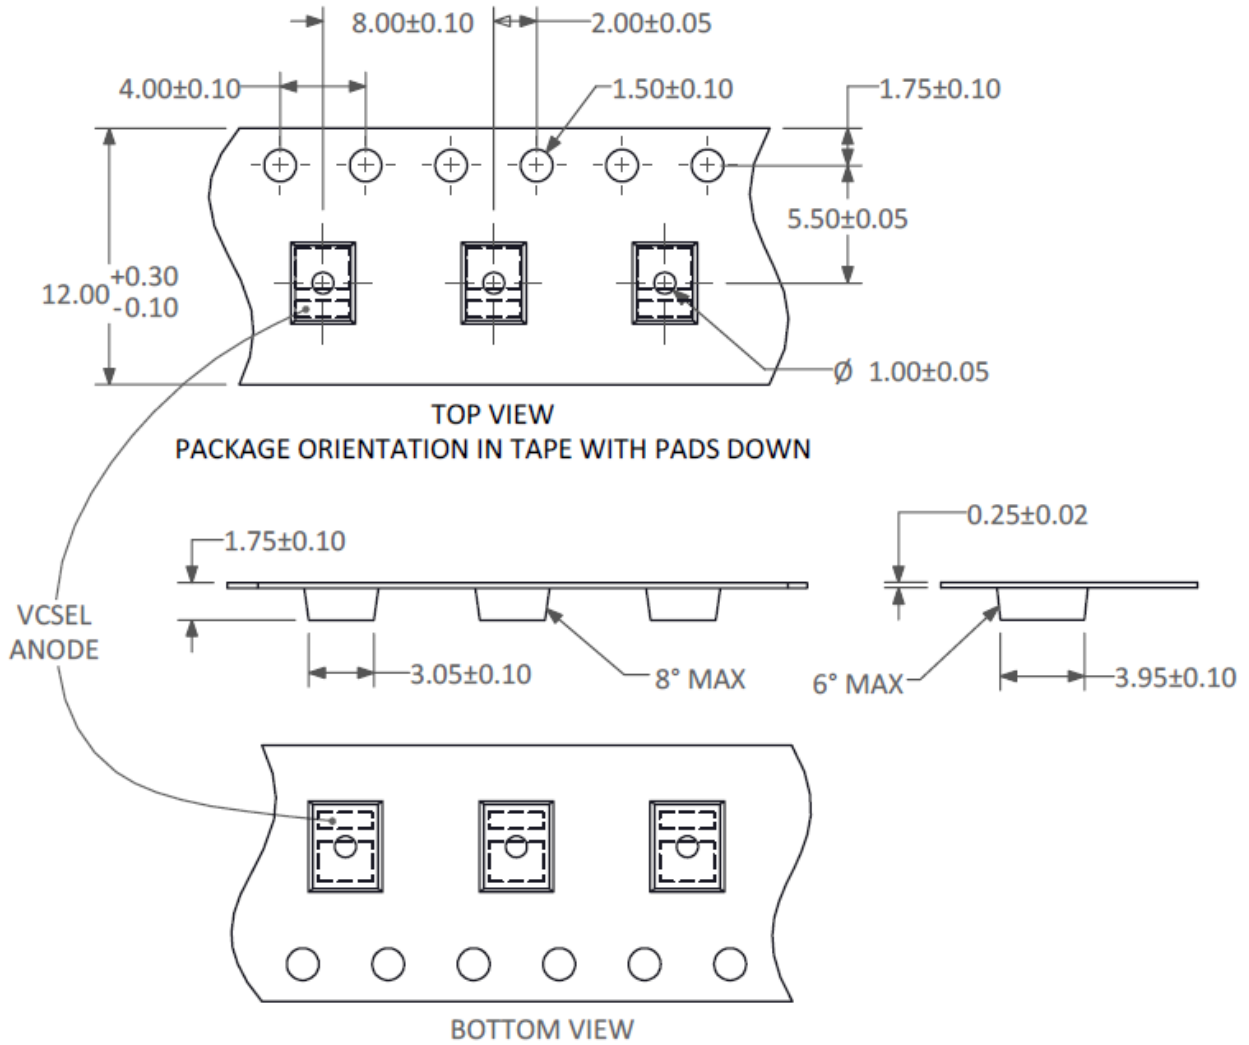 8.00±0.10
2.00±0.05
4.00±0.10
1.50±0.10
1.75±0.10
5.50±0.05
12.00 +0.30
-0.10
Ø 1.00±0.05
TOP VIEW
PACKAGE ORIENTATION IN TAPE WITH PADS DOWN
0.25±0.02
1.75±0.10
VCSEL
ANODE
3.05±0.10
8° MAX
6° MAX
3.95±0.10
BOTTOM VIEW